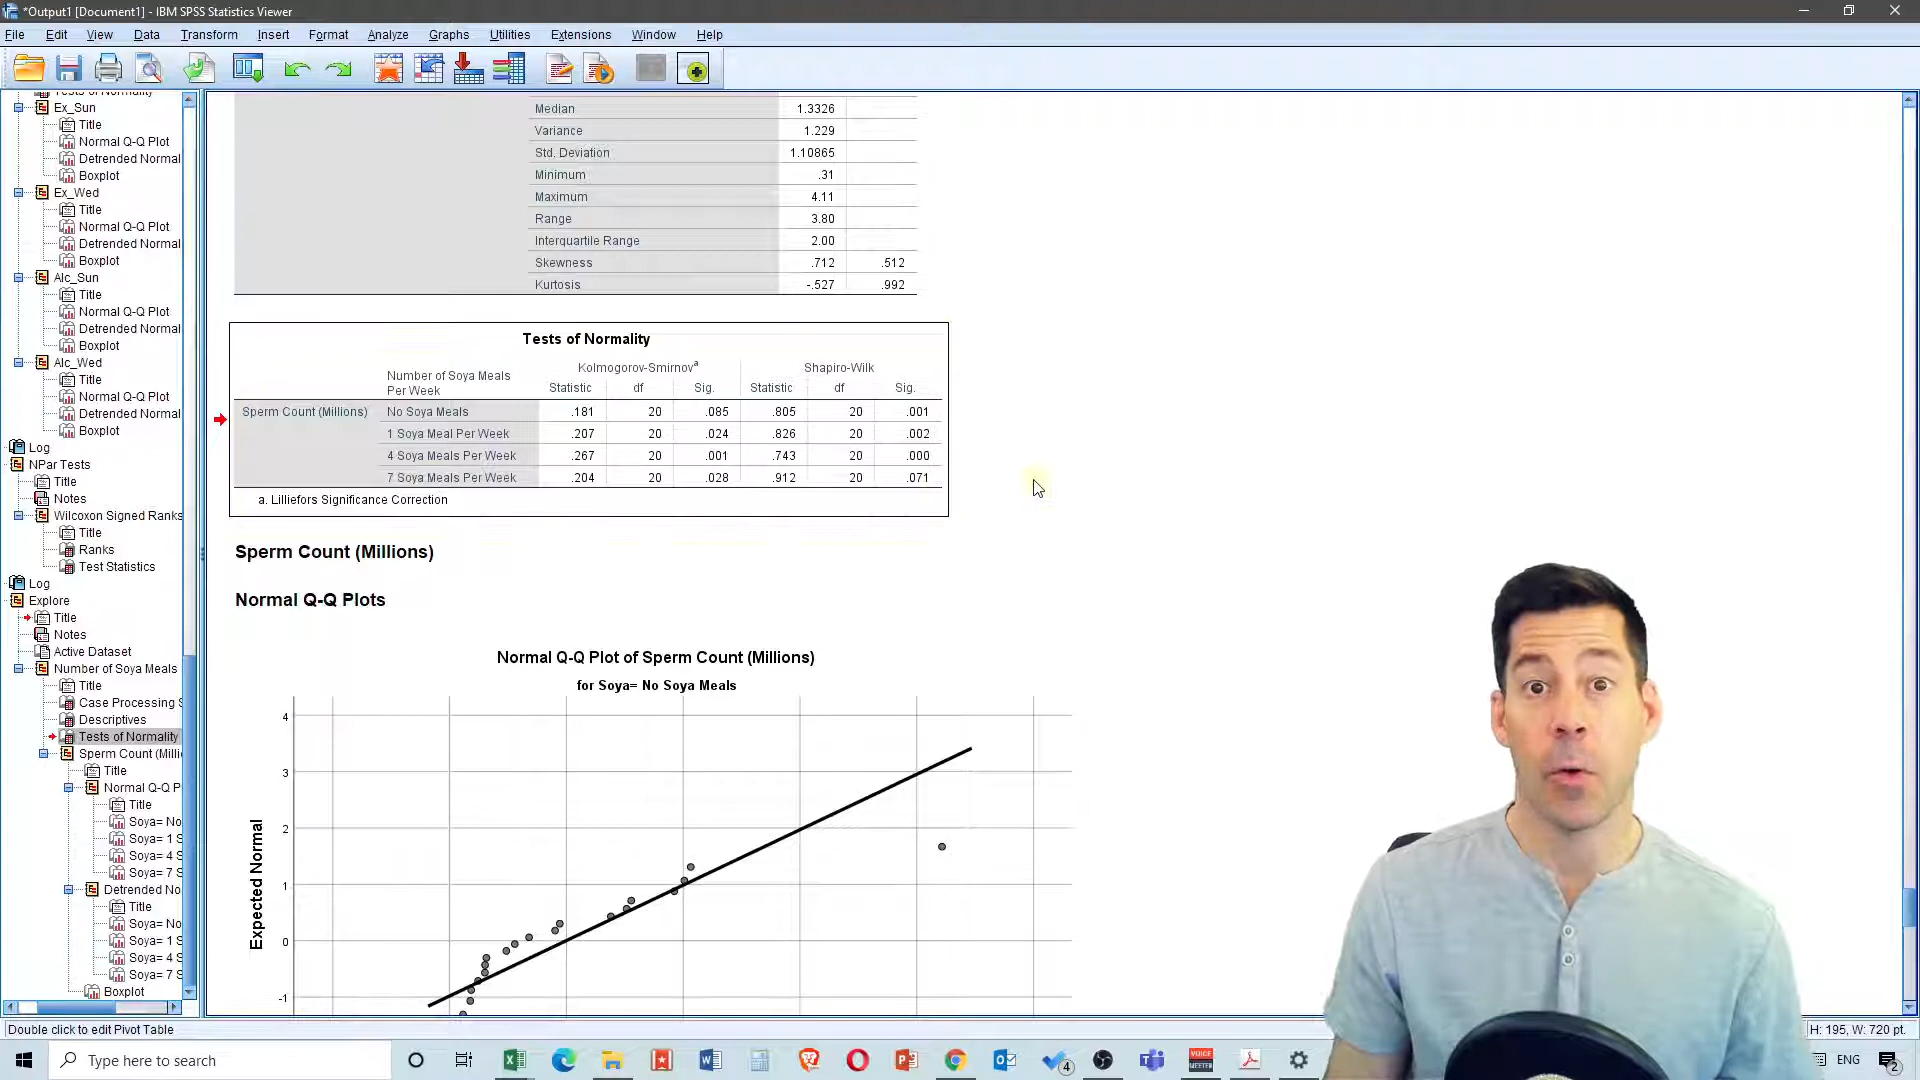 *Output1 [Document1] - IBM SPSS Statistics Viewer
File Edit View Data Transform Insert Format Analyze Graphs Utilities Extensions Window Help
Ex_Sun
Title
Normal Q-Q Plot
Detrended Normal
Boxplot
Ex_Wed
Title
Normal Q-Q Plot
Detrended Normal
Boxplot
Alc_Sun
Title
Normal Q-Q Plot
Detrended Normal
Boxplot
Alc_Wed
Title
Normal Q-Q Plot
Detrended Normal
Boxplot
Log
NPar Tests
Title
Notes
Wilcoxon Signed Ranks
Title
Ranks
Test Statistics
Log
Explore
Title
Notes
Active Dataset
Number of Soya Meals
Title
Case Processing S
Descriptives
Tests of Normality
Sperm Count (Milli
Title
Normal Q-Q P
Title
Soya= No
Soya= 1 S
Soya= 4 S
Soya= 7 S
Detrended No
Title
Soya= No
Soya= 1 S
Soya= 4 S
Soya= 7 S
Boxplot
Median 1.3326
Variance 1.229
Std. Deviation 1.10865
Minimum .31
Maximum 4.11
Range 3.80
Interquartile Range 2.00
Skewness .712 .512
Kurtosis -.527 .992
Tests of Normality
Kolmogorov-Smirnov^a Shapiro-Wilk
Number of Soya Meals
Per Week
Statistic df Sig. Statistic df Sig.
Sperm Count (Millions) No Soya Meals .181 20 .085 .805 20 .001
1 Soya Meal Per Week .207 20 .024 .826 20 .002
4 Soya Meals Per Week .267 20 .001 .743 20 .000
7 Soya Meals Per Week .204 20 .028 .912 20 .071
a. Lilliefors Significance Correction
Sperm Count (Millions)
Normal Q-Q Plots
Normal Q-Q Plot of Sperm Count (Millions)
for Soya= No Soya Meals
Expected Normal
4
3
2
1
0
-1
Double click to edit Pivot Table
H: 195, W: 720 pt.
Type here to search
4
VOICE
MEETER
ENG
2